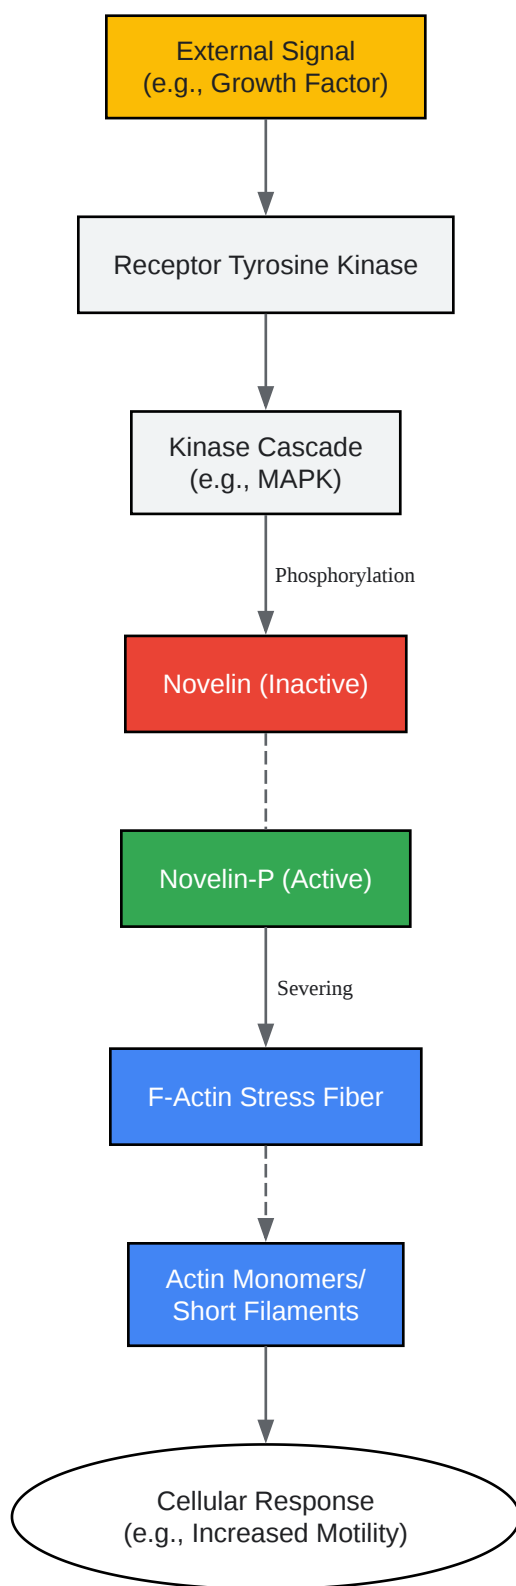 External Signal
(e.g., Growth Factor)
Receptor Tyrosine Kinase
Kinase Cascade
(e.g., MAPK)
Phosphorylation
Novelin (Inactive)
Novelin-P (Active)
Severing
F-Actin Stress Fiber
Actin Monomers/
Short Filaments
Cellular Response
(e.g., Increased Motility)